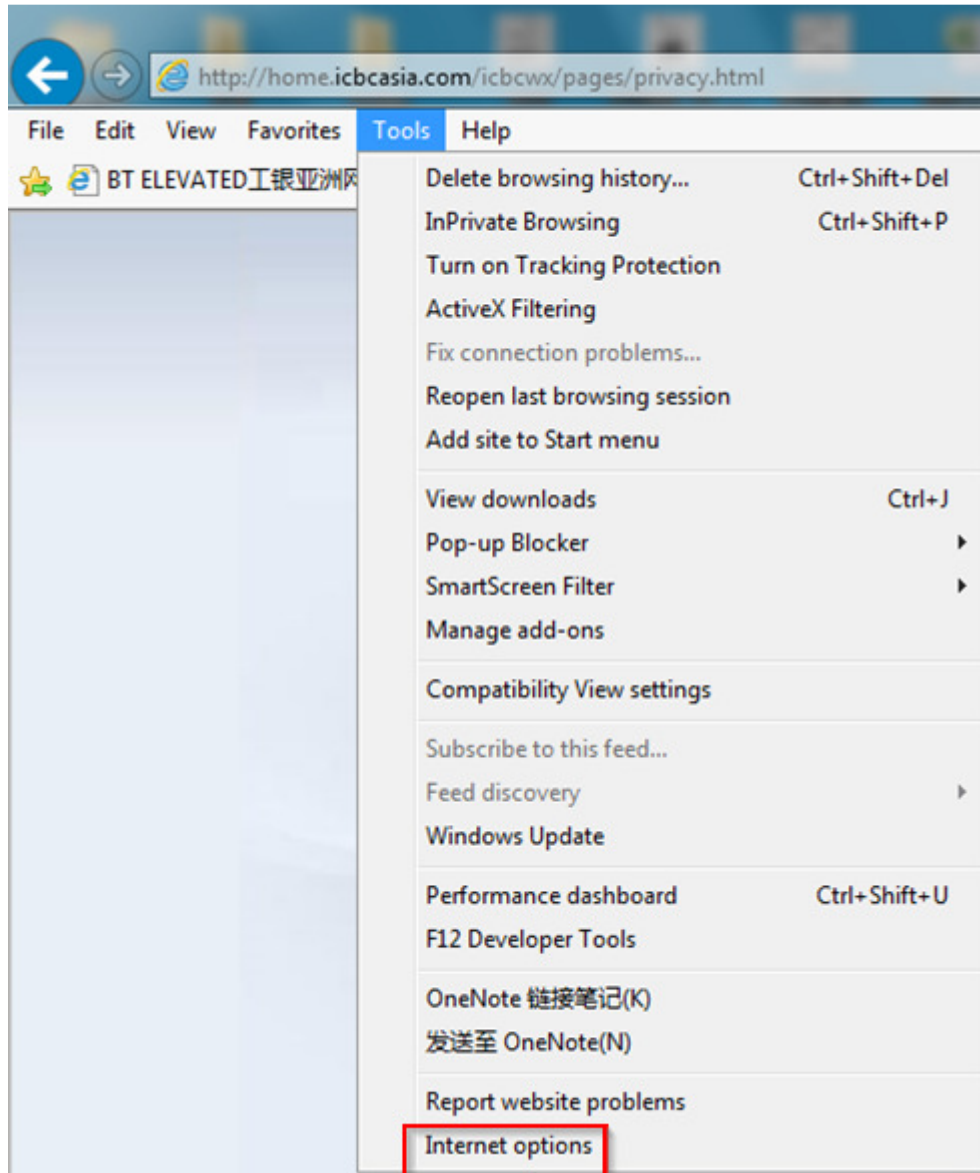 http://home.icbcasia.com/icbcwx/pages/privacy.html
File Edit View Favorites Tools Help
BT ELEVATED工银亚洲网
Delete browsing history... Ctrl+Shift+Del
InPrivate Browsing Ctrl+Shift+P
Turn on Tracking Protection
ActiveX Filtering
Fix connection problems...
Reopen last browsing session
Add site to Start menu
View downloads Ctrl+J
Pop-up Blocker
SmartScreen Filter
Manage add-ons
Compatibility View settings
Subscribe to this feed...
Feed discovery
Windows Update
Performance dashboard Ctrl+Shift+U
F12 Developer Tools
OneNote 链接笔记(K)
发送至 OneNote(N)
Report website problems
Internet options